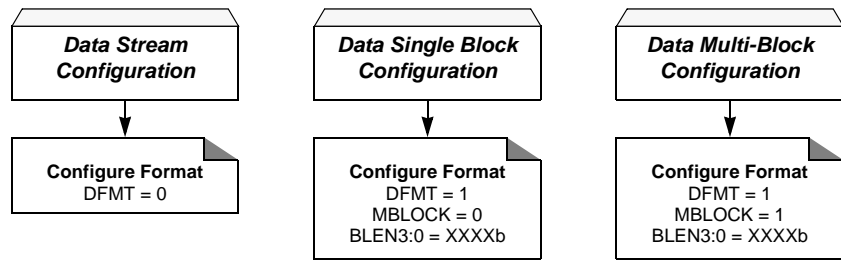 Data Stream
Configuration
Configure Format
DFMT = 0
Data Single Block
Configuration
Configure Format
DFMT = 1
MBLOCK = 0
BLEN3:0 = XXXXb
Data Multi-Block
Configuration
Configure Format
DFMT = 1
MBLOCK = 1
BLEN3:0 = XXXXb